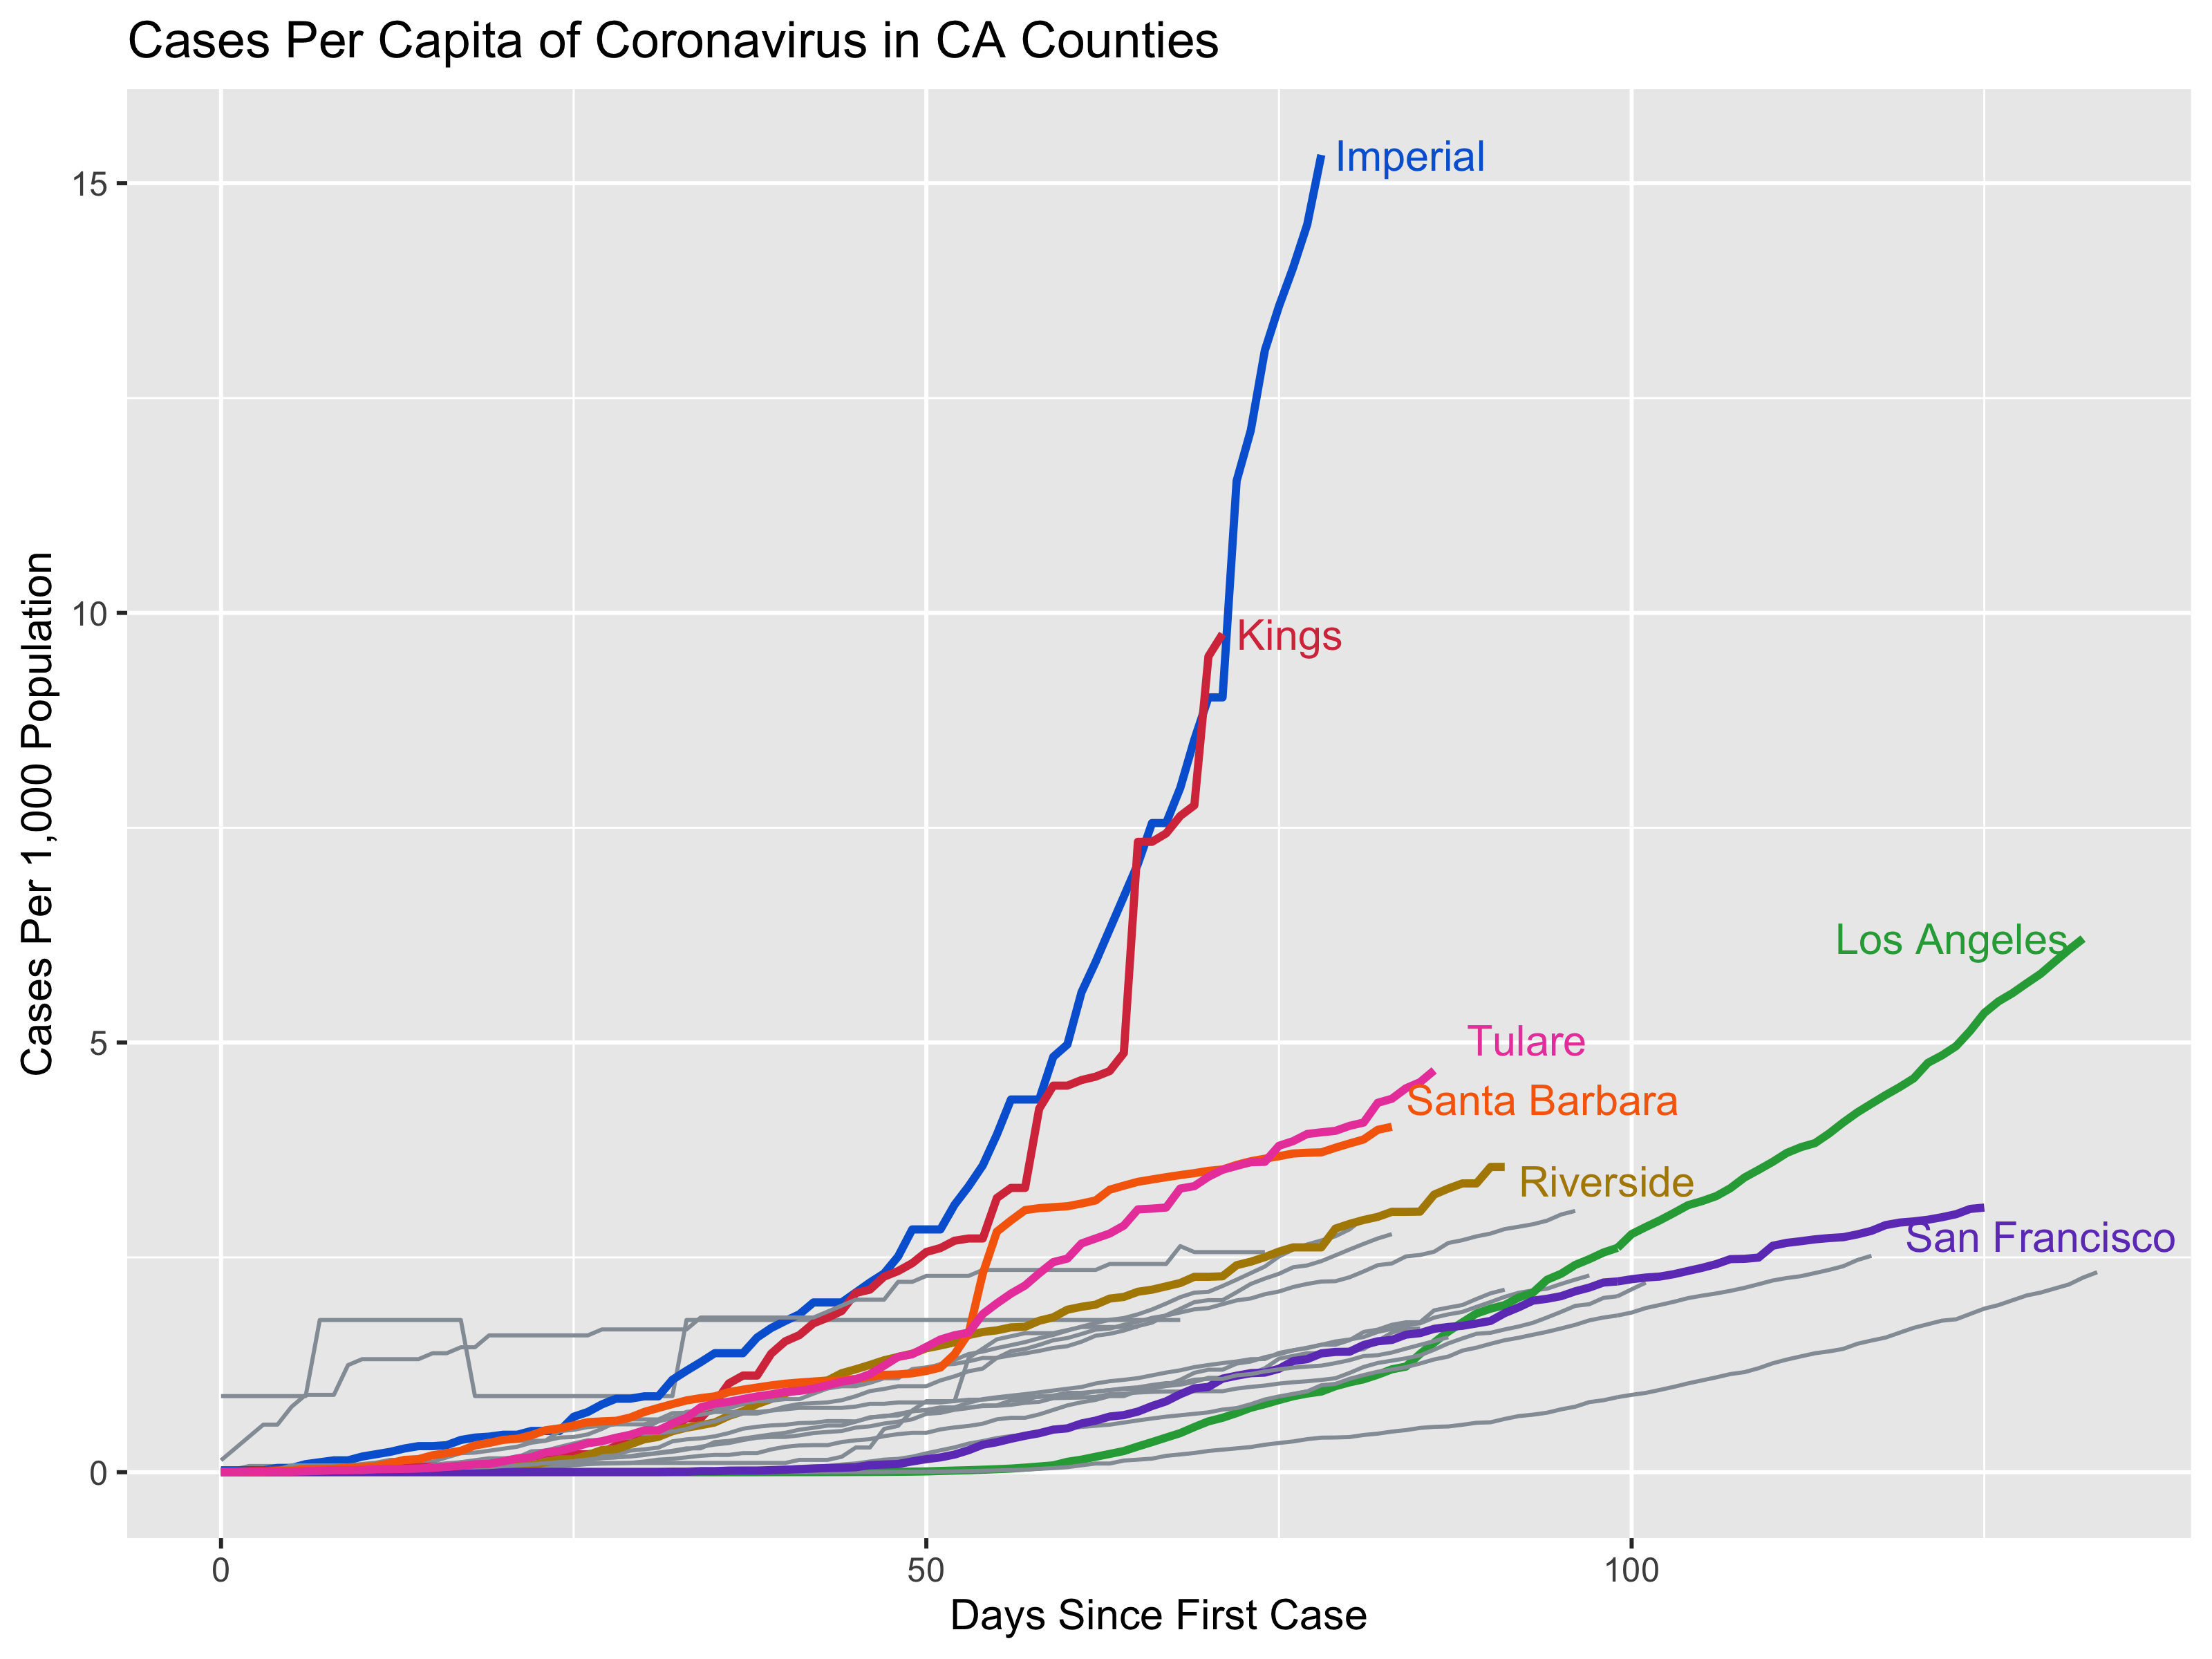 Cases Per Capita of Coronavirus in CA Counties
Cases Per 1,000 Population
15
10
5
0
Imperial
Kings
Los Angeles
Tulare
Santa Barbara
Riverside
San Francisco
0
50
100
Days Since First Case